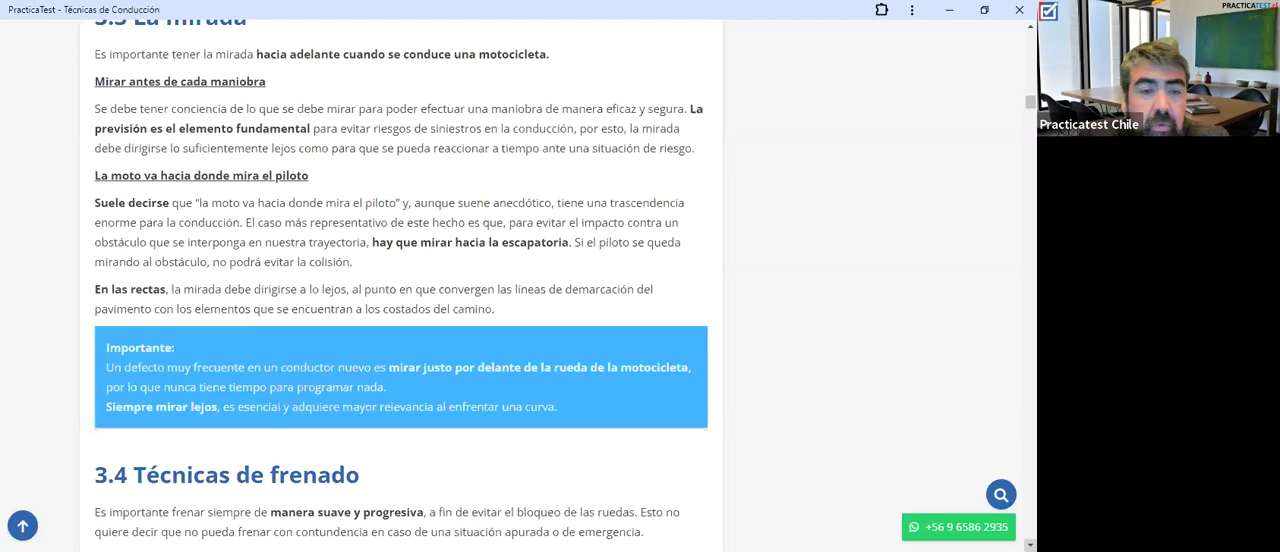 PracticaTest - Técnicas de Conducción
3.3 La mirada
Es importante tener la mirada hacia adelante cuando se conduce una motocicleta.
Mirar antes de cada maniobra
Se debe tener conciencia de lo que se debe mirar para poder efectuar una maniobra de manera eficaz y segura. La
previsión es el elemento fundamental para evitar riesgos de siniestros en la conducción, por esto, la mirada
debe dirigirse lo suficientemente lejos como para que se pueda reaccionar a tiempo ante una situación de riesgo.
La moto va hacia donde mira el piloto
Suele decirse que “la moto va hacia donde mira el piloto” y, aunque suene anecdótico, tiene una trascendencia
enorme para la conducción. El caso más representativo de este hecho es que, para evitar el impacto contra un
obstáculo que se interponga en nuestra trayectoria, hay que mirar hacia la escapatoria. Si el piloto se queda
mirando al obstáculo, no podrá evitar la colisión.
En las rectas, la mirada debe dirigirse a lo lejos, al punto en que convergen las líneas de demarcación del
pavimento con los elementos que se encuentran a los costados del camino.
Importante:
Un defecto muy frecuente en un conductor nuevo es mirar justo por delante de la rueda de la motocicleta,
por lo que nunca tiene tiempo para programar nada.
Siempre mirar lejos, es esencial y adquiere mayor relevancia al enfrentar una curva.
3.4 Técnicas de frenado
Es importante frenar siempre de manera suave y progresiva, a fin de evitar el bloqueo de las ruedas. Esto no
quiere decir que no pueda frenar con contundencia en caso de una situación apurada o de emergencia.
+56 9 6586 2935
PRACTICATEST.cl
Practicatest Chile